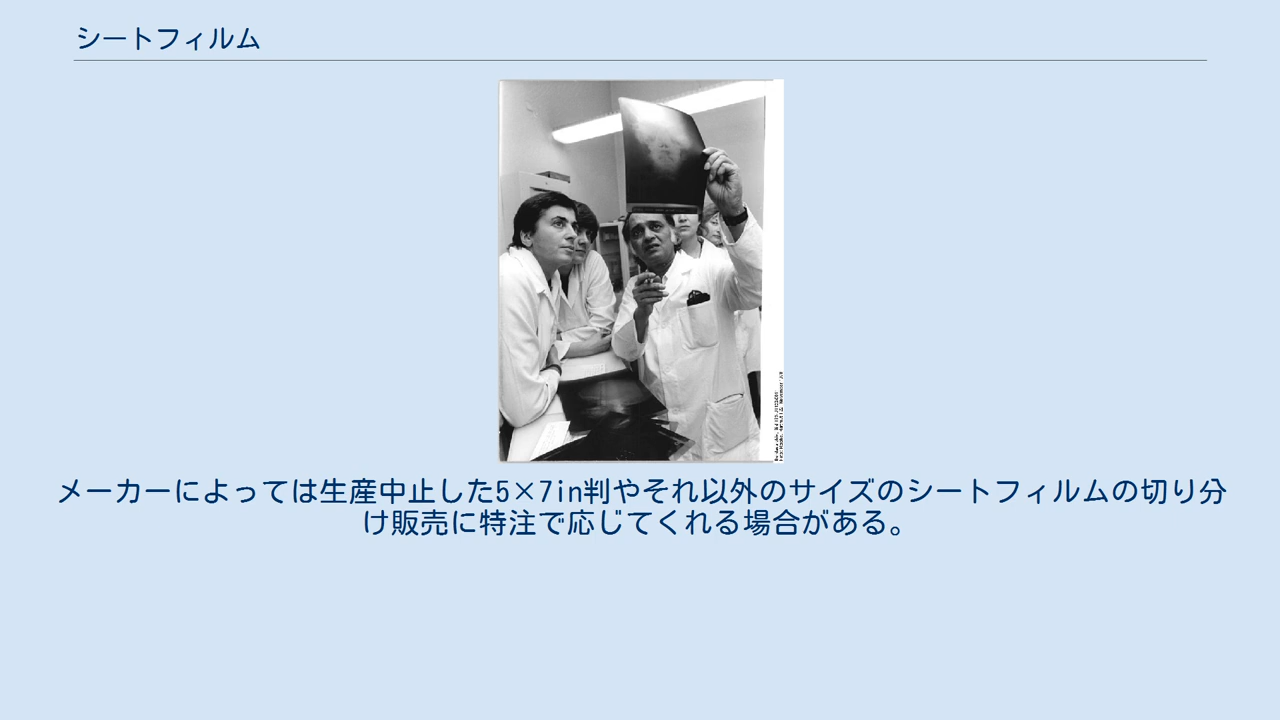 シートフィルム
メーカーによっては生産中止した5×7in判やそれ以外のサイズのシートフィルムの切り分
け販売に特注で応じてくれる場合がある。